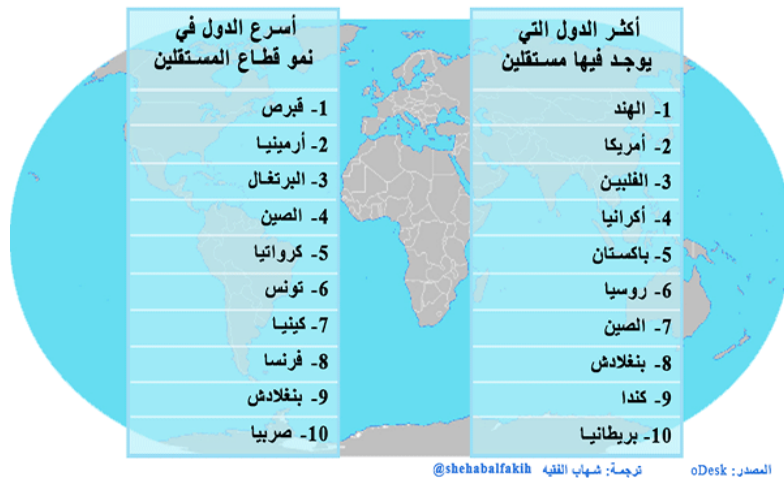 أكثر الدول التي
يوجد فيها مستقلين
1- الهند
2- أمريكا
3- الفلبين
4- أكرانيا
5- باكستان
6- روسيا
7- الصين
8- بنغلادش
9- كندا
10- بريطانيا
أسرع الدول في
نمو قطاع المستقلين
1- قبرص
2- أرمينيا
3- البرتغال
4- الصين
5- كرواتيا
6- تونس
7- كينيا
8- فرنسا
9- بنغلادش
10- صربيا
المصدر: oDesk ترجمة: شهاب الفقيه @shehabalfakih